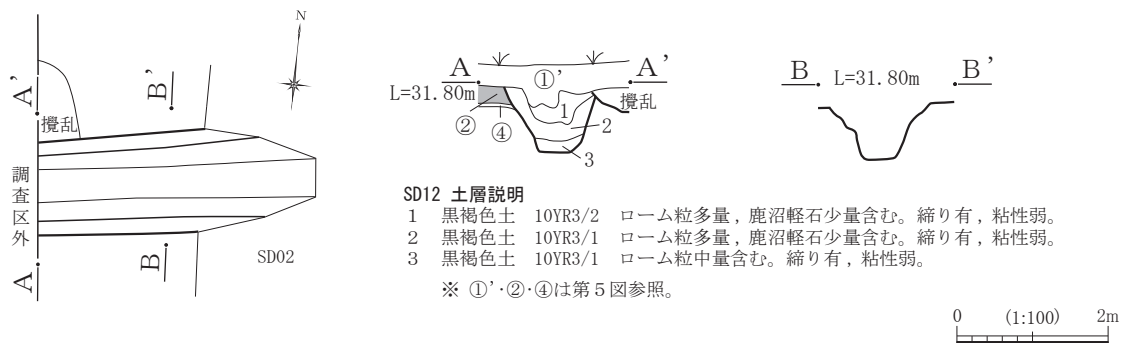 N
A'
B'
攪乱
調査区外
SD02
A
B
A
A'
①'
L=31.80m
攪乱
1
②
④
2
3
B
L=31.80m
B'
SD12 土層説明
1 黒褐色土 10YR3/2 ローム粒多量，鹿沼軽石少量含む。締り有，粘性弱。
2 黒褐色土 10YR3/1 ローム粒多量，鹿沼軽石少量含む。締り有，粘性弱。
3 黒褐色土 10YR3/1 ローム粒中量含む。締り有，粘性弱。
※ ①'・②・④は第５図参照。
0 (1:100) 2m